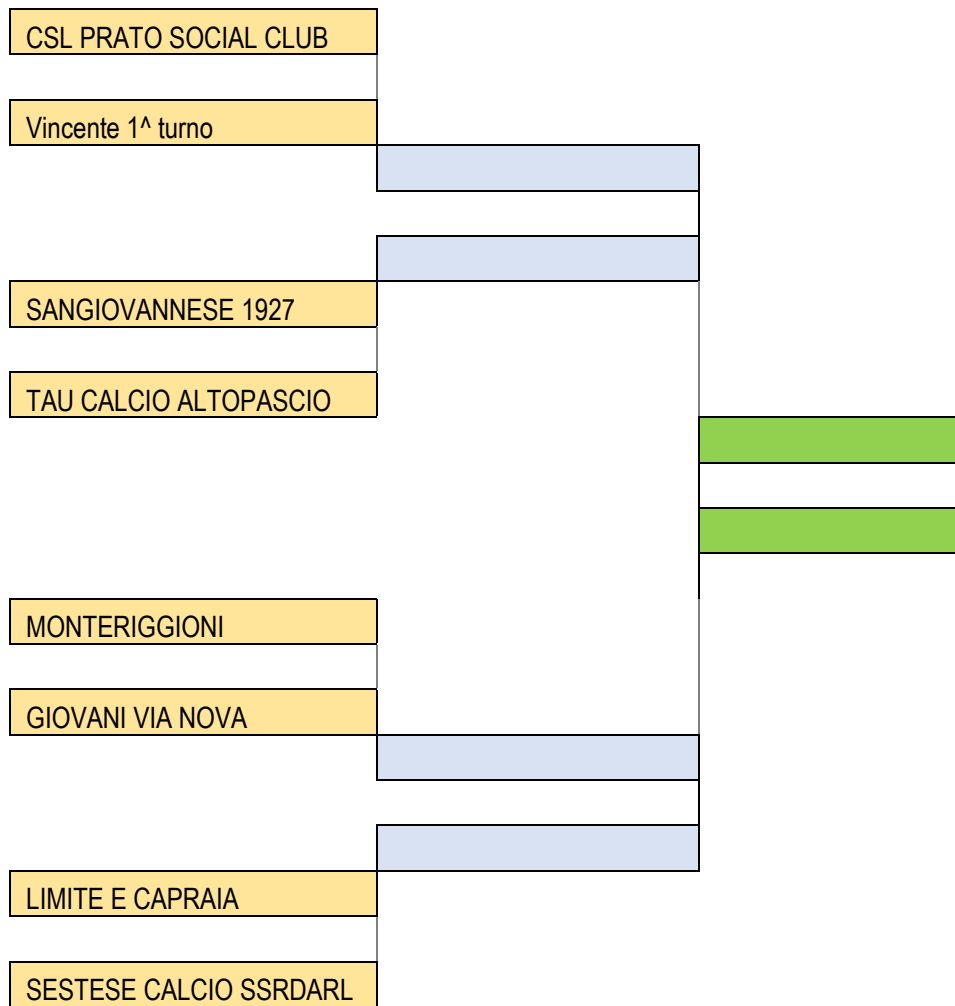 CSL PRATO SOCIAL CLUB
Vincente 1^ turno
SANGIOVANNESE 1927
TAU CALCIO ALTOPASCIO
MONTERIGGIONI
GIOVANI VIA NOVA
LIMITE E CAPRAIA
SESTESE CALCIO SSRDARL